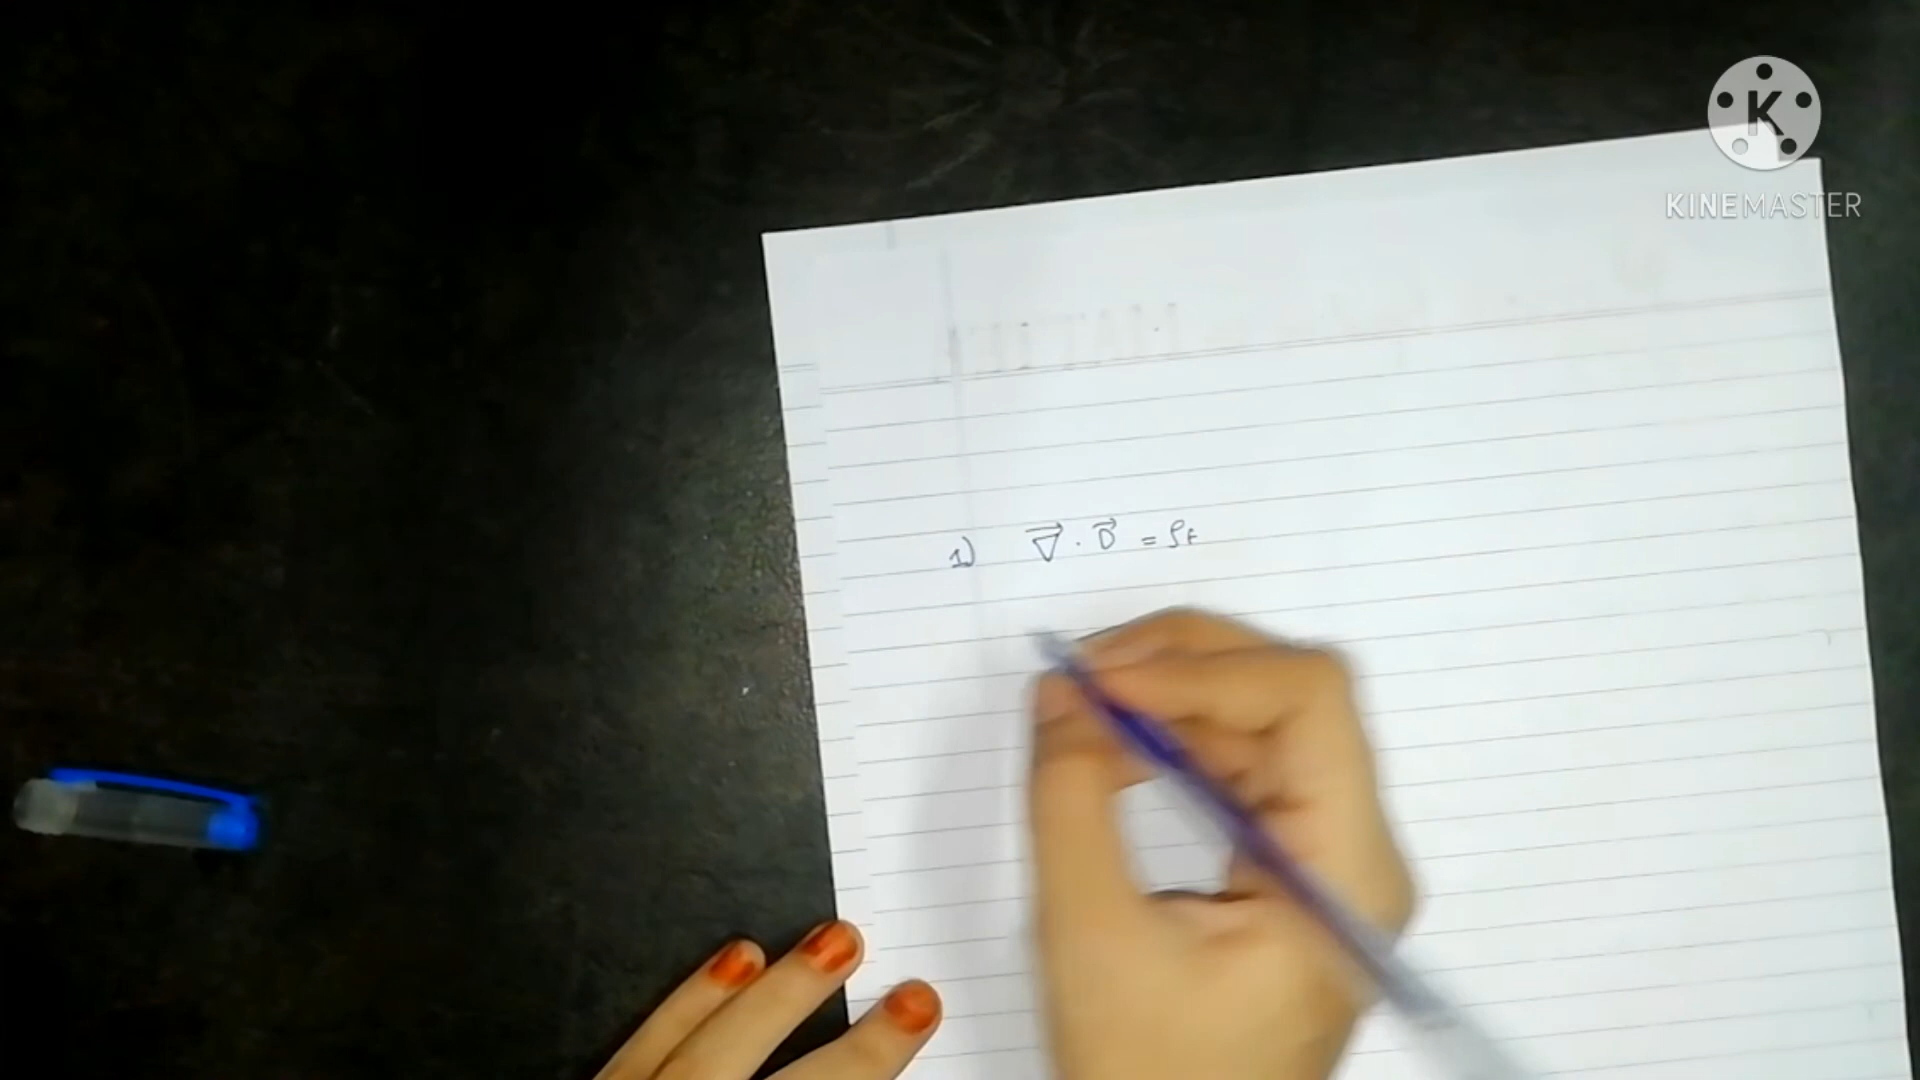 K
KINEMASTER
1) ∇⃗ · D⃗ = ρf